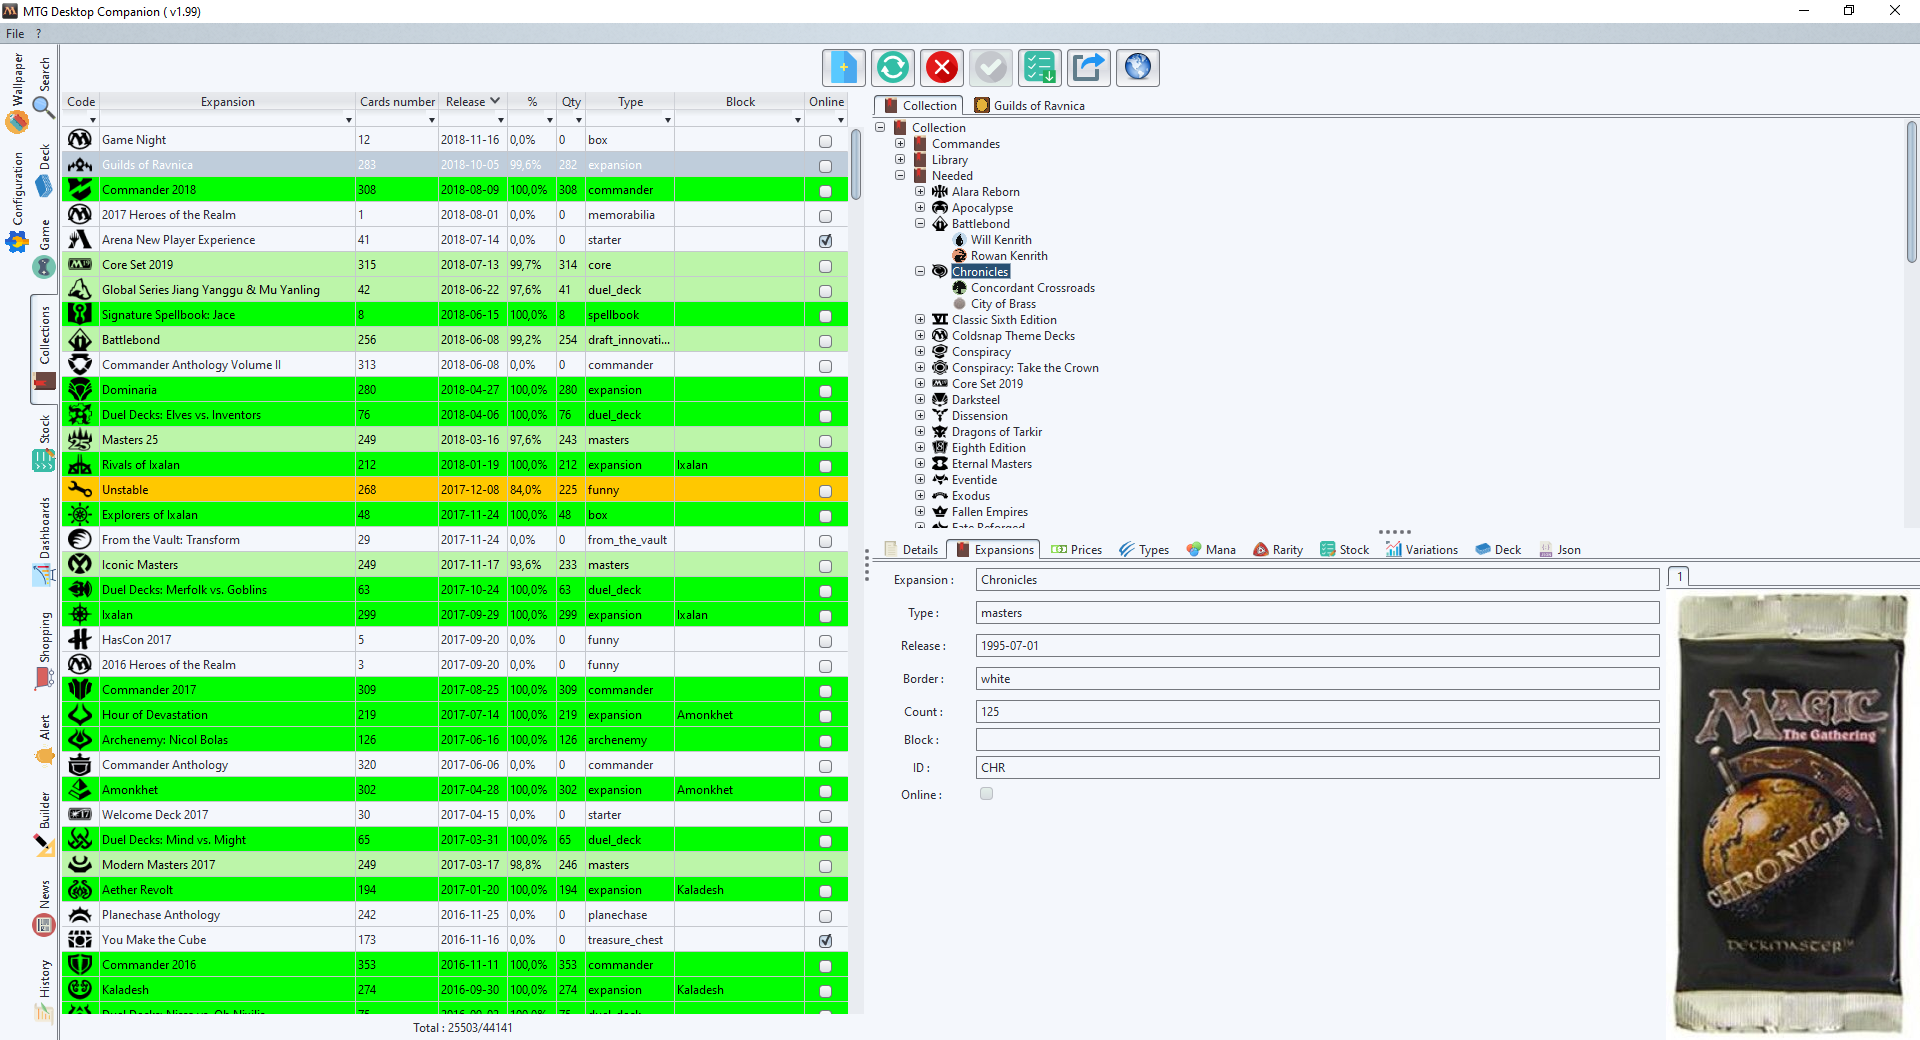 MTG Desktop Companion ( v1.99)
File ?
Wallpaper
Configuration
Search
Deck
Game
Collections
Stock
Dashboards
Shopping
Alert
Builder
News
History
Code Expansion Cards number Release % Qty Type Block Online
Game Night 12 2018-11-16 0,0% 0 box
Guilds of Ravnica 283 2018-10-05 99,6% 282 expansion
Commander 2018 308 2018-08-09 100,0% 308 commander
2017 Heroes of the Realm 1 2018-08-01 0,0% 0 memorabilia
Arena New Player Experience 41 2018-07-14 0,0% 0 starter
Core Set 2019 315 2018-07-13 99,7% 314 core
Global Series Jiang Yanggu & Mu Yanling 42 2018-06-22 97,6% 41 duel_deck
Signature Spellbook: Jace 8 2018-06-15 100,0% 8 spellbook
Battlebond 256 2018-06-08 99,2% 254 draft_innovati...
Commander Anthology Volume II 313 2018-06-08 0,0% 0 commander
Dominaria 280 2018-04-27 100,0% 280 expansion
Duel Decks: Elves vs. Inventors 76 2018-04-06 100,0% 76 duel_deck
Masters 25 249 2018-03-16 97,6% 243 masters
Rivals of Ixalan 212 2018-01-19 100,0% 212 expansion Ixalan
Unstable 268 2017-12-08 84,0% 225 funny
Explorers of Ixalan 48 2017-11-24 100,0% 48 box
From the Vault: Transform 29 2017-11-24 0,0% 0 from_the_vault
Iconic Masters 249 2017-11-17 93,6% 233 masters
Duel Decks: Merfolk vs. Goblins 63 2017-10-24 100,0% 63 duel_deck
Ixalan 299 2017-09-29 100,0% 299 expansion Ixalan
HasCon 2017 5 2017-09-20 0,0% 0 funny
2016 Heroes of the Realm 3 2017-09-20 0,0% 0 funny
Commander 2017 309 2017-08-25 100,0% 309 commander
Hour of Devastation 219 2017-07-14 100,0% 219 expansion Amonkhet
Archenemy: Nicol Bolas 126 2017-06-16 100,0% 126 archenemy
Commander Anthology 320 2017-06-06 0,0% 0 commander
Amonkhet 302 2017-04-28 100,0% 302 expansion Amonkhet
Welcome Deck 2017 30 2017-04-15 0,0% 0 starter
Duel Decks: Mind vs. Might 65 2017-03-31 100,0% 65 duel_deck
Modern Masters 2017 249 2017-03-17 98,8% 246 masters
Aether Revolt 194 2017-01-20 100,0% 194 expansion Kaladesh
Planechase Anthology 242 2016-11-25 0,0% 0 planechase
You Make the Cube 173 2016-11-16 0,0% 0 treasure_chest
Commander 2016 353 2016-11-11 100,0% 353 commander
Kaladesh 274 2016-09-30 100,0% 274 expansion Kaladesh
Total : 25503/44141
Collection Guilds of Ravnica
Collection
Commandes
Library
Needed
Alara Reborn
Apocalypse
Battlebond
Will Kenrith
Rowan Kenrith
Chronicles
Concordant Crossroads
City of Brass
Classic Sixth Edition
Coldsnap Theme Decks
Conspiracy
Conspiracy: Take the Crown
Core Set 2019
Darksteel
Dissension
Dragons of Tarkir
Eighth Edition
Eternal Masters
Eventide
Exodus
Fallen Empires
Fate Reforged
Details Expansions Prices Types Mana Rarity Stock Variations Deck Json
Expansion : Chronicles
Type : masters
Release : 1995-07-01
Border : white
Count : 125
Block :
ID : CHR
Online :
1
MAGIC
The Gathering
CHRONICLES
DECKMASTER™